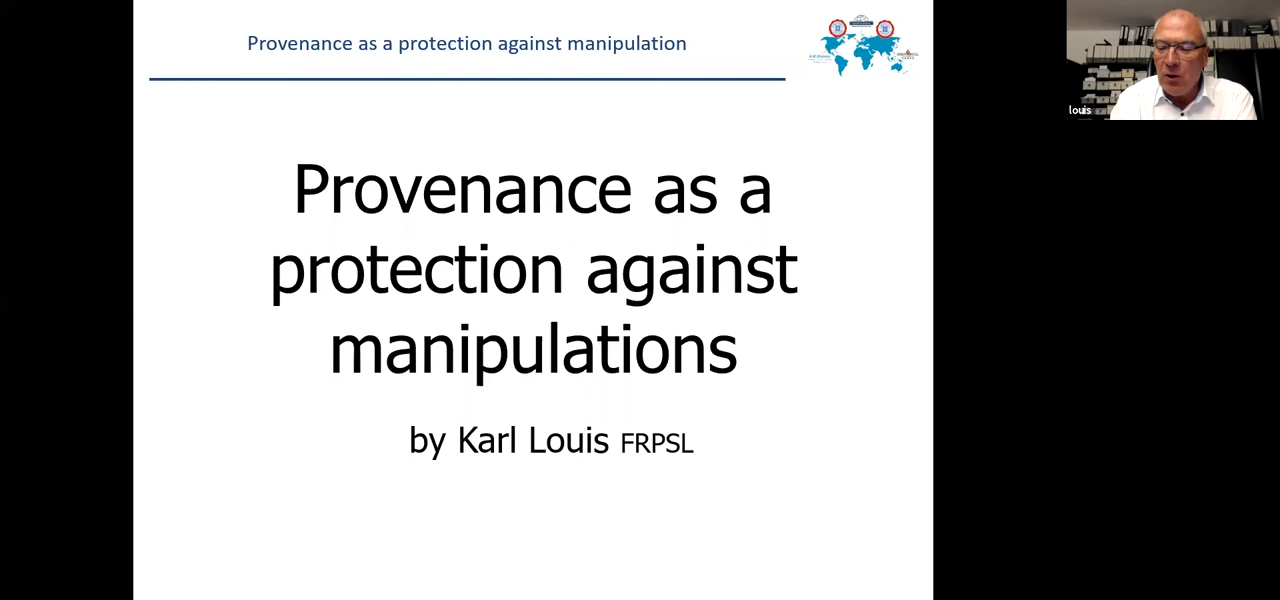 Provenance as a protection against manipulation
Provenance as a
protection against
manipulations
by Karl Louis FRPSL
louis